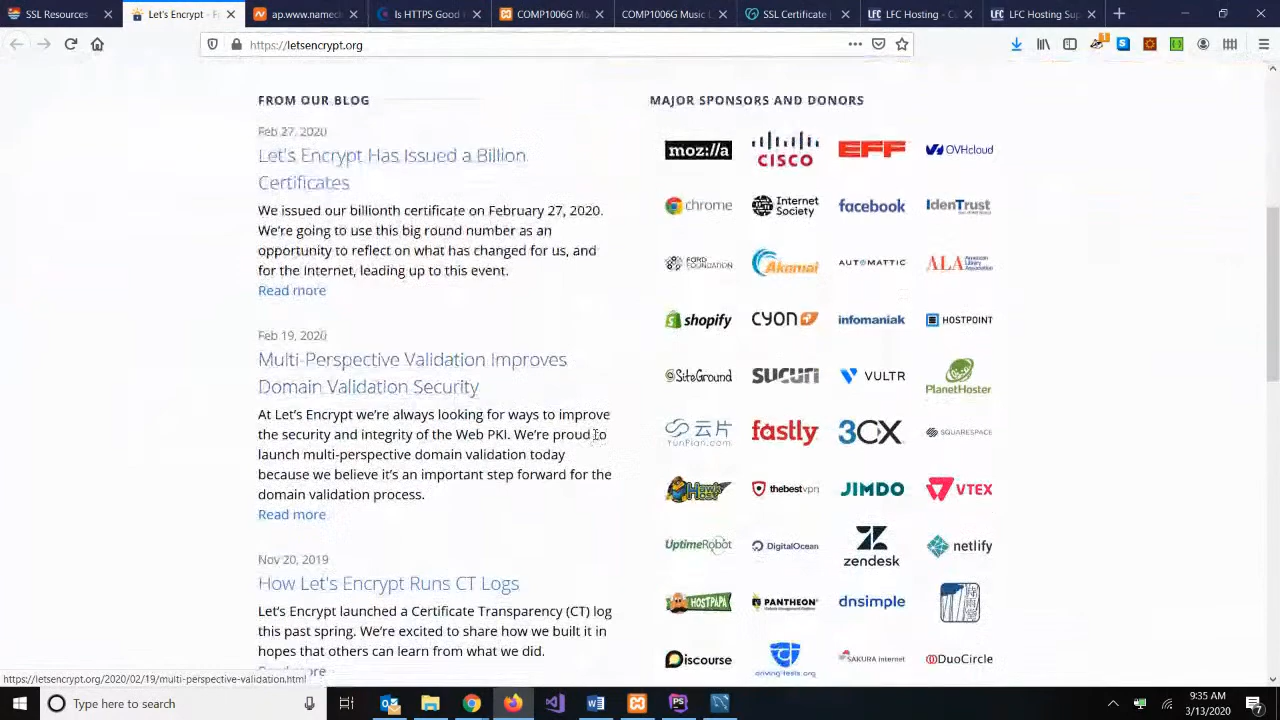 SSL Resources
Let's Encrypt - F
ap.www.namec
Is HTTPS Good
COMP1006G M
COMP1006G Music L
SSL Certificate
LFC Hosting - C
LFC Hosting Sup
https://letsencrypt.org
1
FROM OUR BLOG
Feb 27, 2020
Let's Encrypt Has Issued a Billion
Certificates
We issued our billionth certificate on February 27, 2020.
We're going to use this big round number as an
opportunity to reflect on what has changed for us, and
for the Internet, leading up to this event.
Read more
Feb 19, 2020
Multi-Perspective Validation Improves
Domain Validation Security
At Let's Encrypt we're always looking for ways to improve
the security and integrity of the Web PKI. We're proud to
launch multi-perspective domain validation today
because we believe it's an important step forward for the
domain validation process.
Read more
Nov 20, 2019
How Let's Encrypt Runs CT Logs
Let's Encrypt launched a Certificate Transparency (CT) log
this past spring. We're excited to share how we built it in
hopes that others can learn from what we did.
Read more
MAJOR SPONSORS AND DONORS
moz://a
CISCO
EFF
OVHcloud
chrome
Internet
Society
facebook
IdenTrust
FORD
FOUNDATION
Akamai
AUTOMATTIC
ALA American
Library
Association
shopify
CYON
infomaniak
HOSTPOINT
SiteGround
SUCURI
VULTR
PlanetHoster
云片
YunPian.com
fastly
3CX
SQUARESPACE
HawkHost
thebestvpn
JIMDO
VTEX
UptimeRobot
DigitalOcean
zendesk
netlify
HOSTPAPA
PANTHEON
dnsimple
Discourse
driving-tests.org
SAKURA internet
DuoCircle
https://letsencrypt.org/2020/02/19/multi-perspective-validation.html
Type here to search
9:35 AM
3/13/2020
7